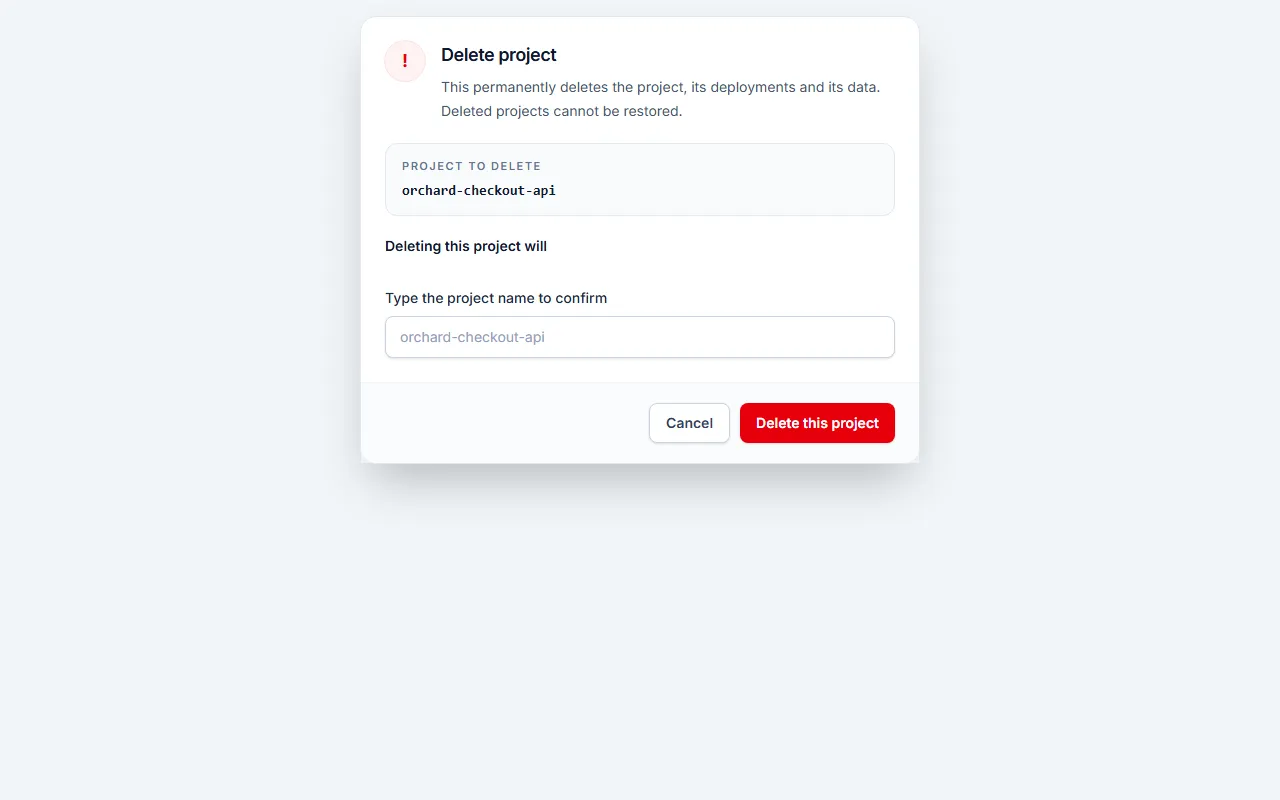 !
Delete project
This permanently deletes the project, its deployments and its data.
Deleted projects cannot be restored.
PROJECT TO DELETE
orchard-checkout-api
Deleting this project will
Type the project name to confirm
orchard-checkout-api
Cancel
Delete this project